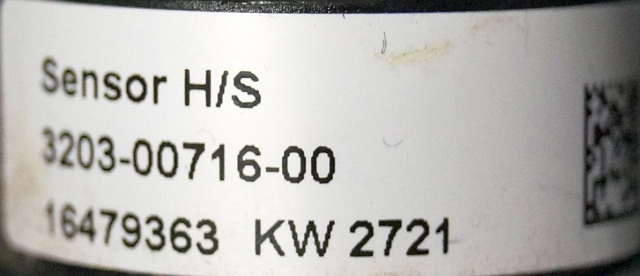 Sensor H/S
3203-00716-00
16479363 KW 2721